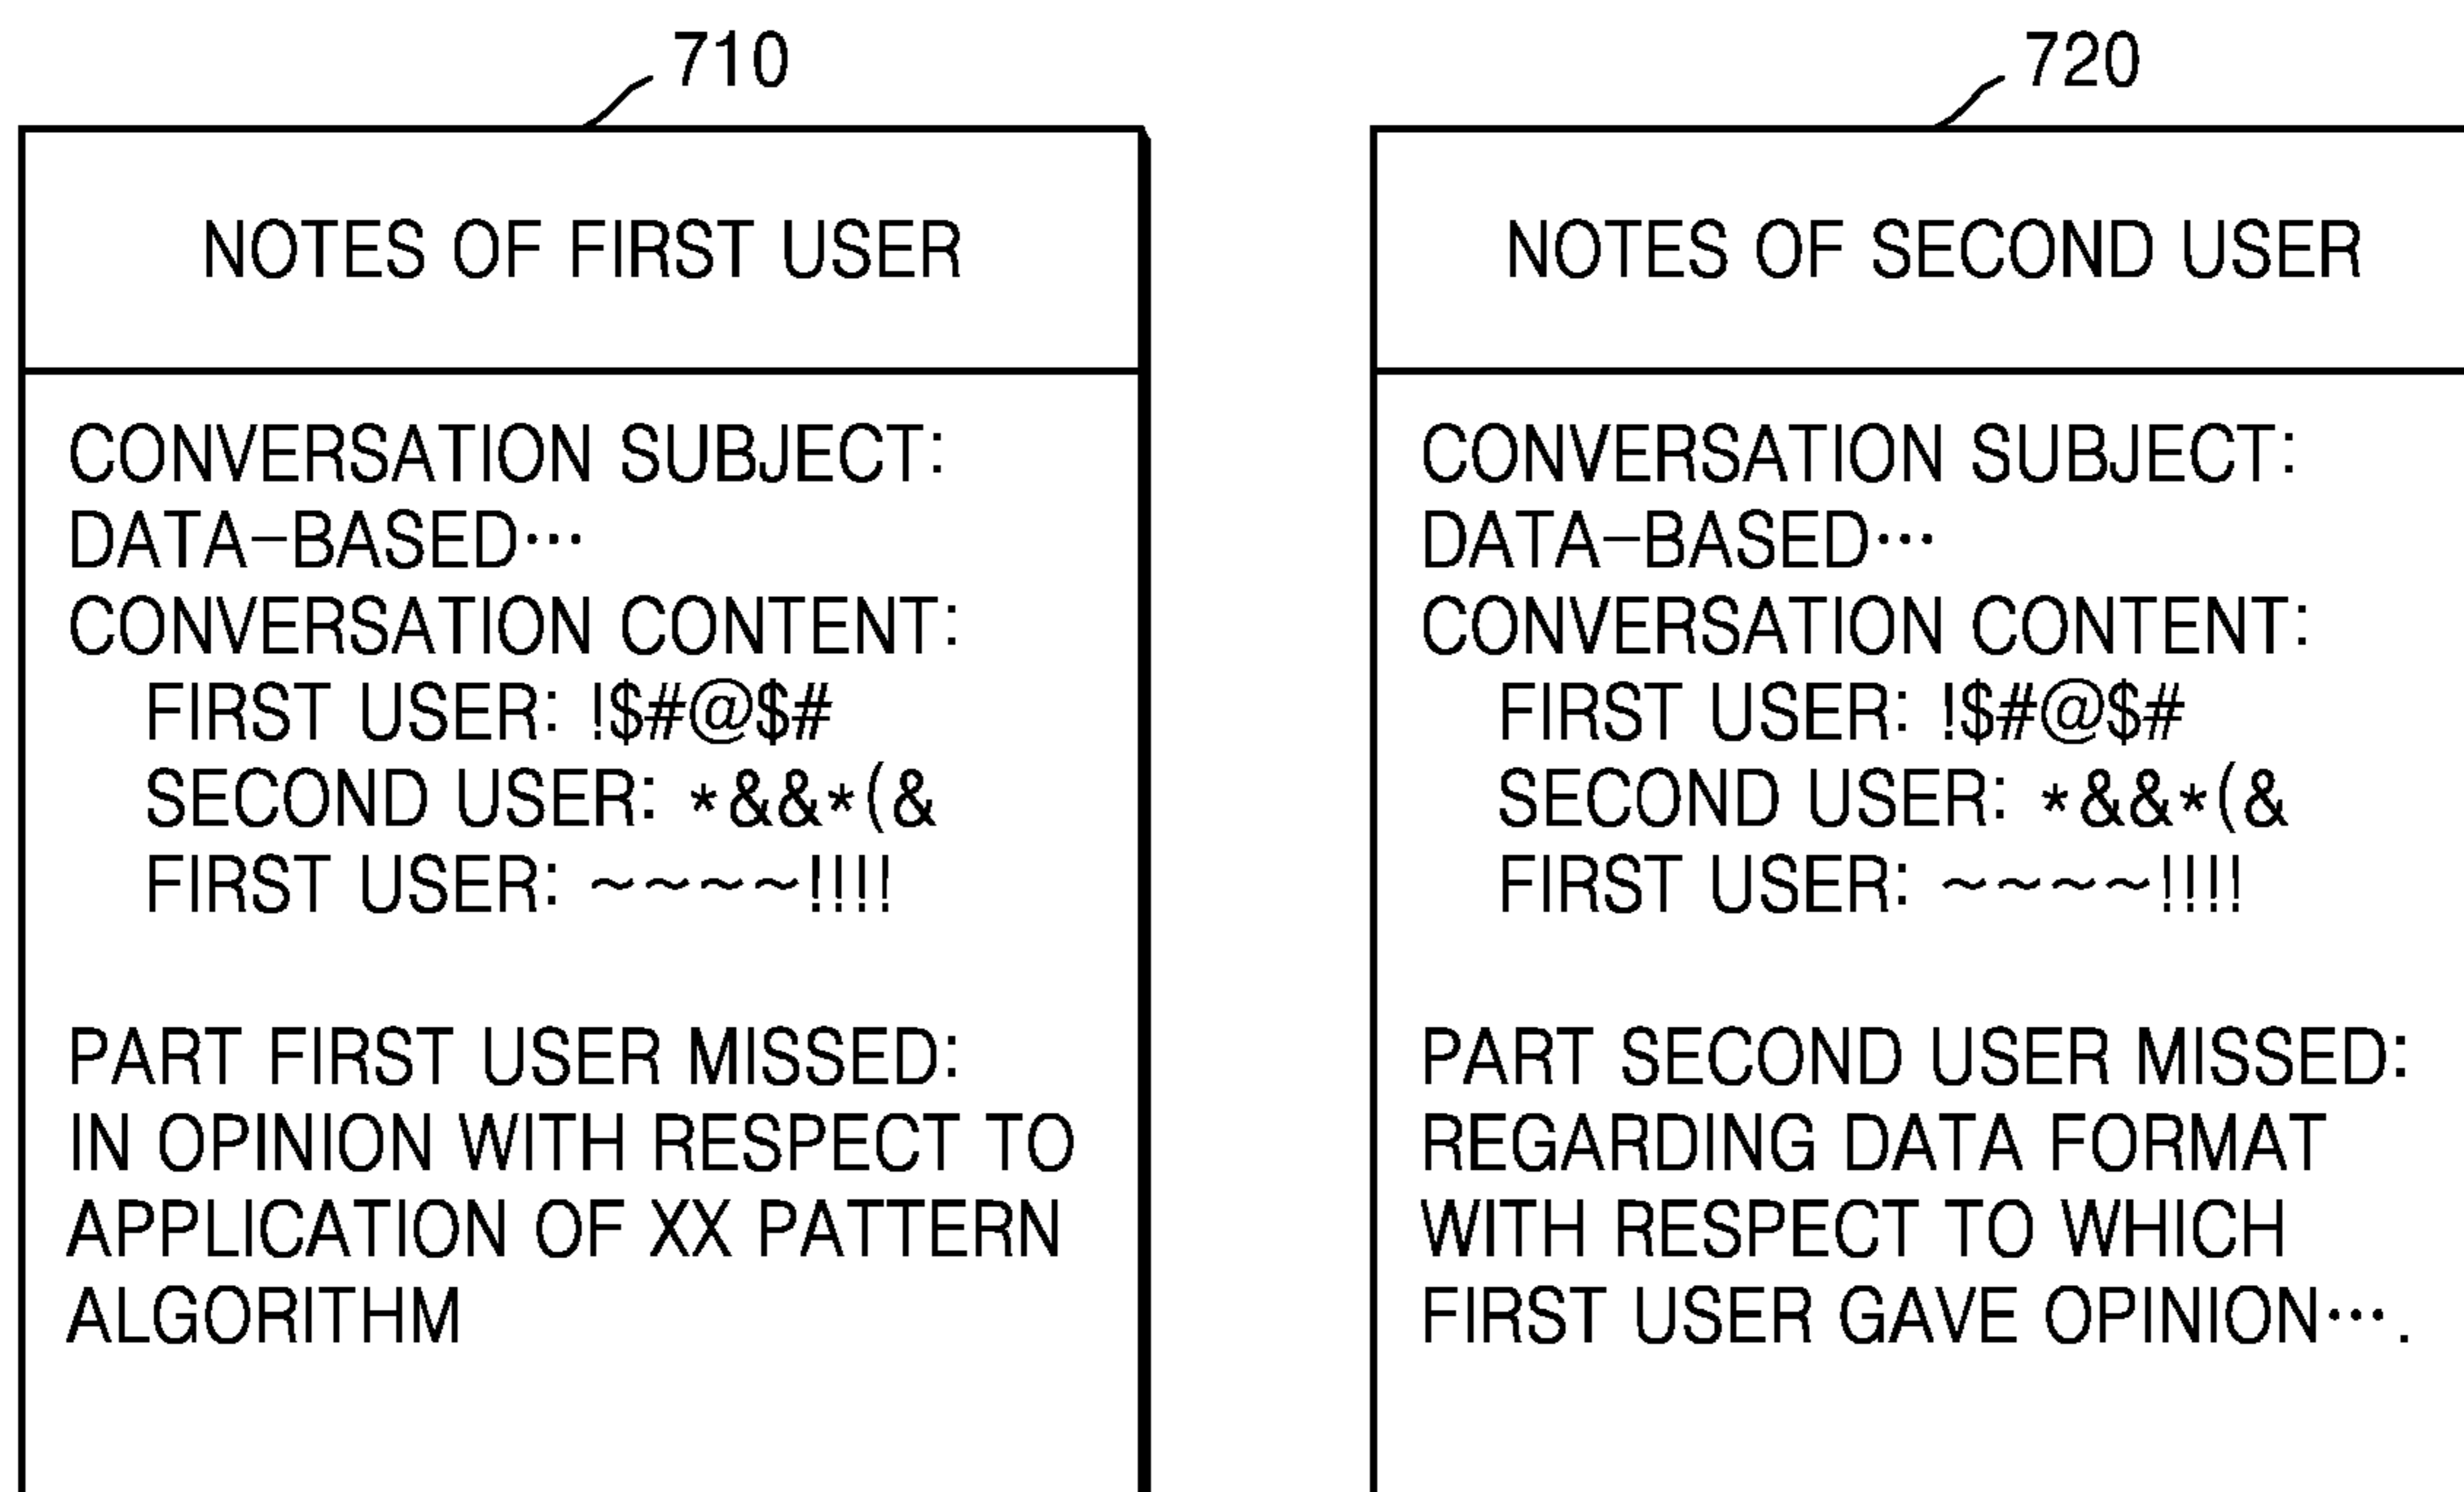 710
NOTES OF FIRST USER
CONVERSATION SUBJECT:
DATA-BASED···
CONVERSATION CONTENT:
FIRST USER: !$#@$#
SECOND USER: *&&*(&
FIRST USER: ~~~~!!!!
PART FIRST USER MISSED:
IN OPINION WITH RESPECT TO
APPLICATION OF XX PATTERN
ALGORITHM
720
NOTES OF SECOND USER
CONVERSATION SUBJECT:
DATA-BASED···
CONVERSATION CONTENT:
FIRST USER: !$#@$#
SECOND USER: *&&*(&
FIRST USER: ~~~~!!!!
PART SECOND USER MISSED:
REGARDING DATA FORMAT
WITH RESPECT TO WHICH
FIRST USER GAVE OPINION···.